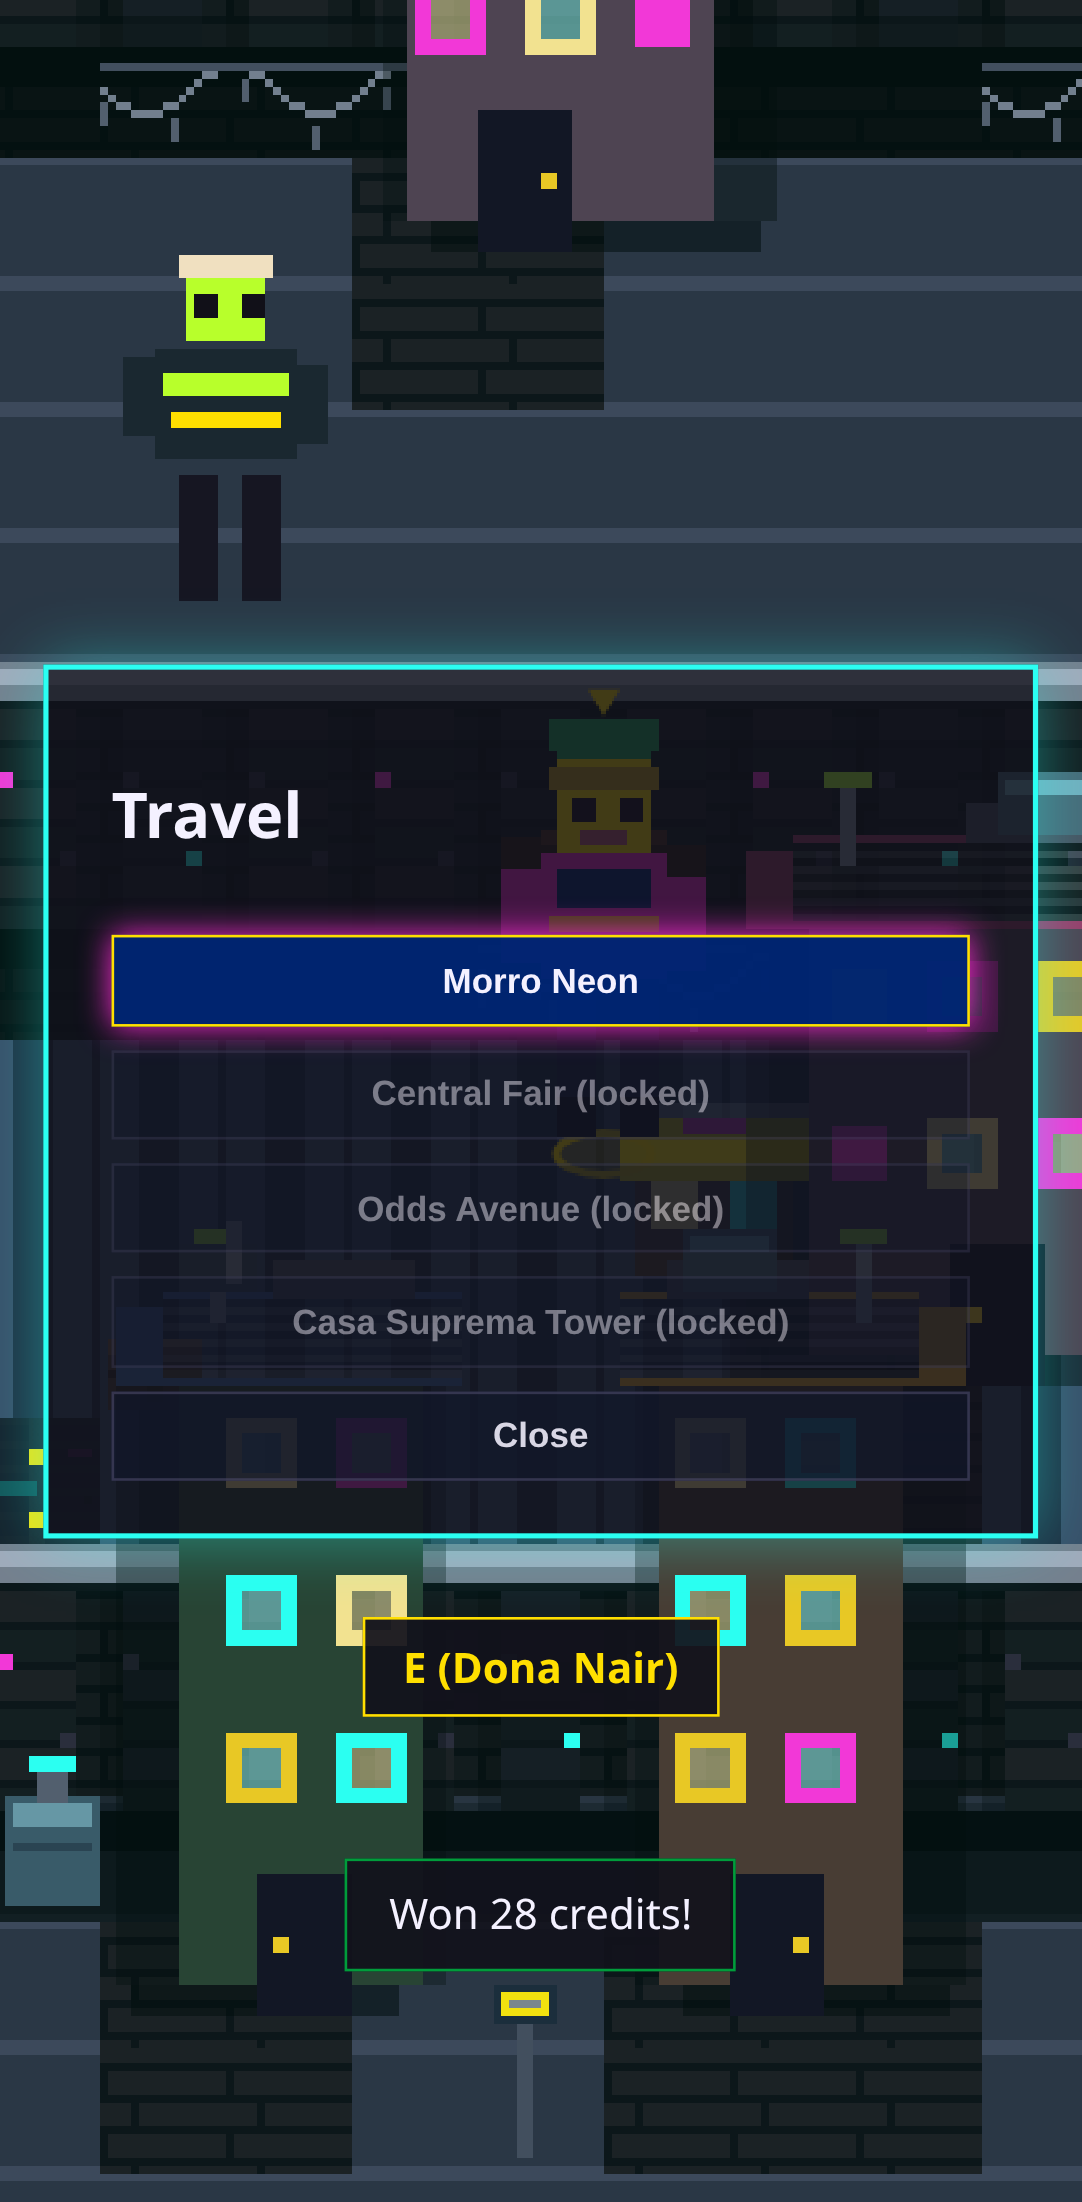 Travel
Morro Neon
Central Fair (locked)
Odds Avenue (locked)
Casa Suprema Tower (locked)
Close
E (Dona Nair)
Won 28 credits!